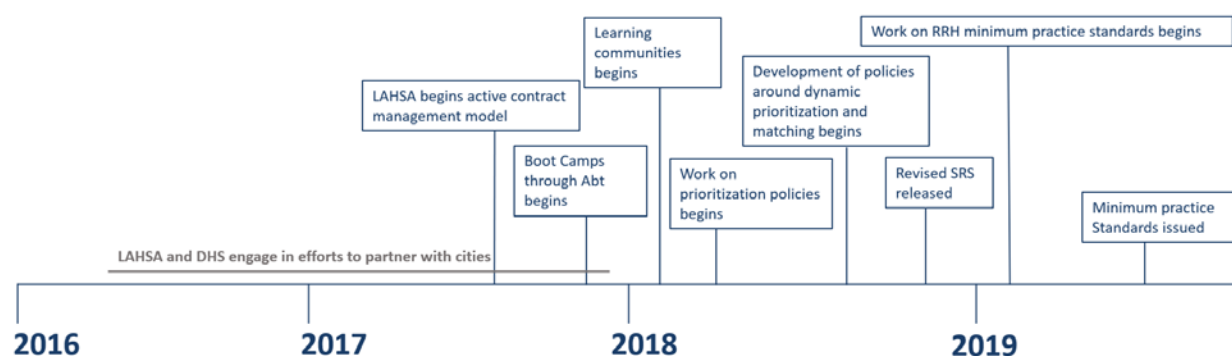 Work on RRH minimum practice standards begins
Learning
communities
begins
Development of policies
around dynamic
prioritization and
matching begins
LAHSA begins active contract
management model
Boot Camps
through Abt
begins
Work on
prioritization policies
begins
Revised SRS
released
Minimum practice
Standards issued
LAHSA and DHS engage in efforts to partner with cities
2016
2017
2018
2019